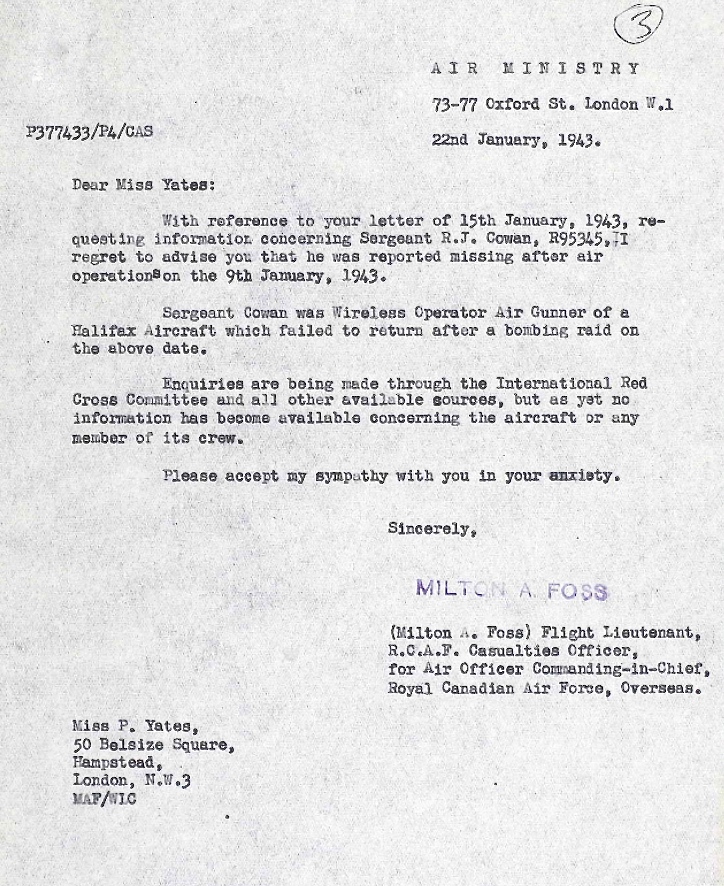 3
AIR MINISTRY
73-77 Oxford St. London W.1
P377433/P4/CAS
22nd January, 1943.
Dear Miss Yates:
With reference to your letter of 15th January, 1943, re-
questing information concerning Sergeant R.J. Cowan, R95345, I
regret to advise you that he was reported missing after air
operations on the 9th January, 1943.
Sergeant Cowan was Wireless Operator Air Gunner of a
Halifax Aircraft which failed to return after a bombing raid on
the above date.
Enquiries are being made through the International Red
Cross Committee and all other available sources, but as yet no
information has become available concerning the aircraft or any
member of its crew.
Please accept my sympathy with you in your anxiety.
Sincerely,
MILTON A. FOSS
(Milton A. Foss) Flight Lieutenant,
R.C.A.F. Casualties Officer,
for Air Officer Commanding-in-Chief,
Royal Canadian Air Force, Overseas.
Miss P. Yates,
50 Belsize Square,
Hampstead,
London, N.W.3
MAF/WLC